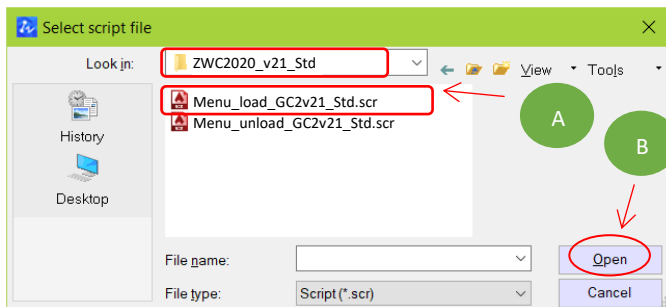 Select script file
Look in: ZWC2020_v21_Std View Tools
Menu_load_GC2v21_Std.scr
Menu_unload_GC2v21_Std.scr
A
History
B
Desktop
File name: Open
File type: Script (*.scr) Cancel